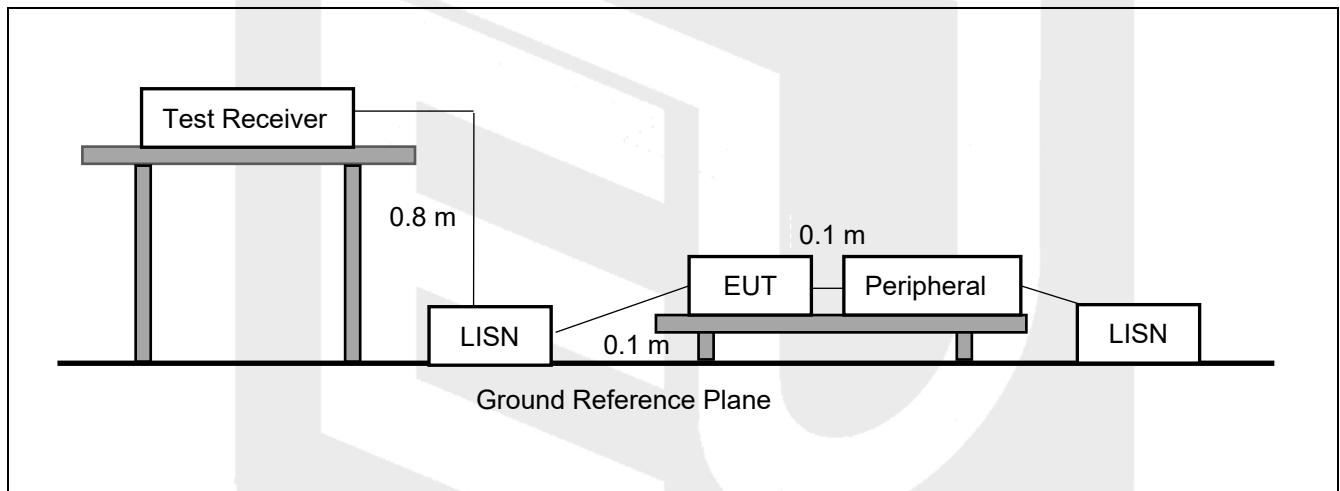 Test Receiver
0.8 m
0.1 m
EUT
Peripheral
LISN
0.1 m
LISN
Ground Reference Plane